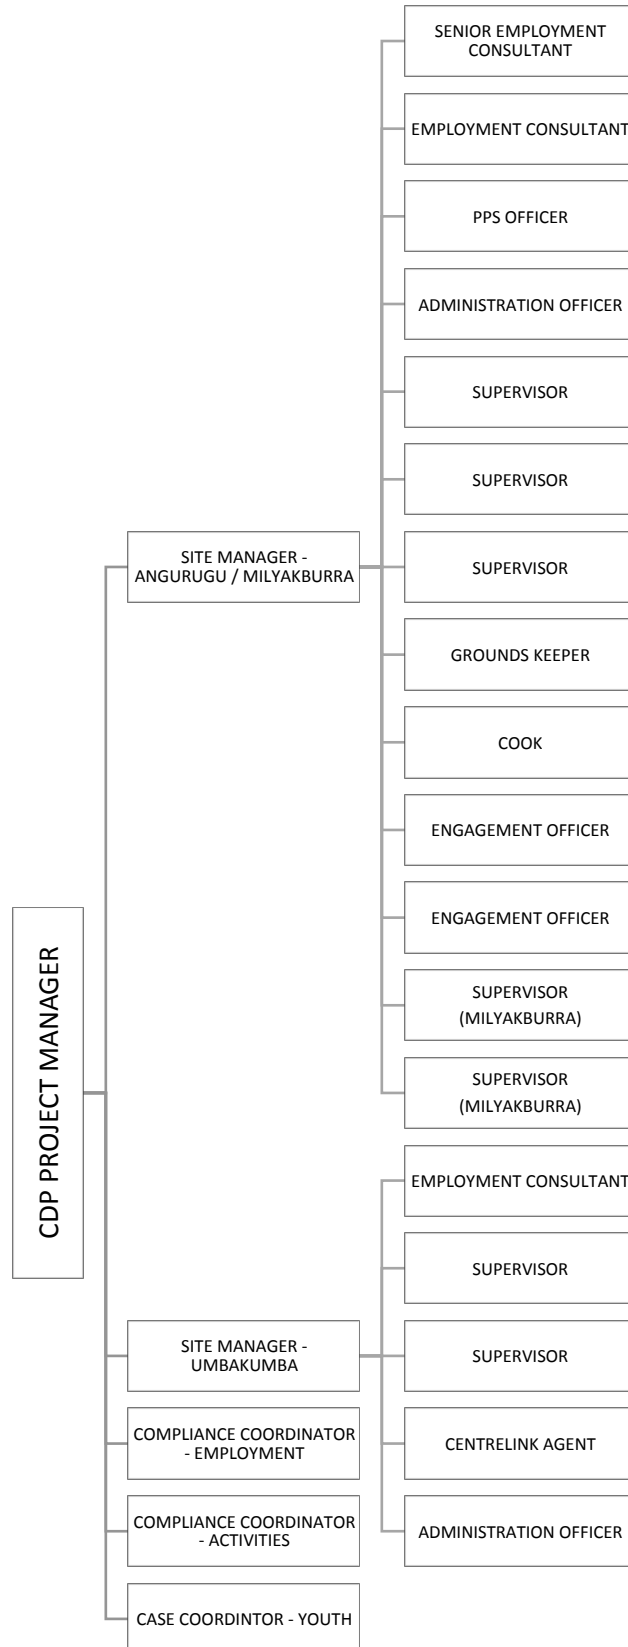 SENIOR EMPLOYMENT
CONSULTANT
EMPLOYMENT CONSULTANT
PPS OFFICER
ADMINISTRATION OFFICER
SUPERVISOR
SUPERVISOR
SITE MANAGER -
ANGURUGU / MILYAKBURRA
SUPERVISOR
GROUNDS KEEPER
COOK
ENGAGEMENT OFFICER
ENGAGEMENT OFFICER
SUPERVISOR
(MILYAKBURRA)
SUPERVISOR
(MILYAKBURRA)
CDP PROJECT MANAGER
EMPLOYMENT CONSULTANT
SUPERVISOR
SITE MANAGER -
UMBAKUMBA
SUPERVISOR
COMPLIANCE COORDINATOR
- EMPLOYMENT
CENTRELINK AGENT
COMPLIANCE COORDINATOR
- ACTIVITIES
ADMINISTRATION OFFICER
CASE COORDINTOR - YOUTH